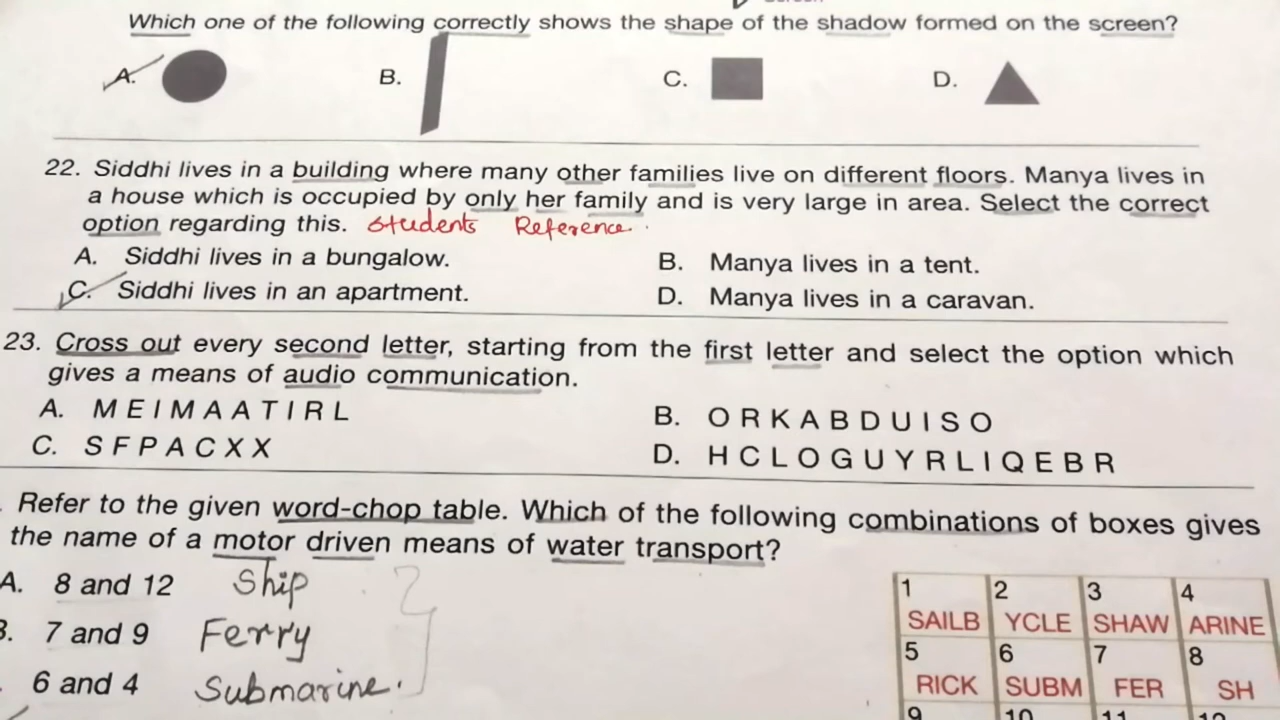 Which one of the following correctly shows the shape of the shadow formed on the screen?
A. B. C. D.
22. Siddhi lives in a building where many other families live on different floors. Manya lives in
a house which is occupied by only her family and is very large in area. Select the correct
option regarding this. Students Reference.
A. Siddhi lives in a bungalow. B. Manya lives in a tent.
C. Siddhi lives in an apartment. D. Manya lives in a caravan.
23. Cross out every second letter, starting from the first letter and select the option which
gives a means of audio communication.
A. M E I M A A T I R L B. O R K A B D U I S O
C. S F P A C X X D. H C L O G U Y R L I Q E B R
Refer to the given word-chop table. Which of the following combinations of boxes gives
the name of a motor driven means of water transport?
A. 8 and 12 Ship
B. 7 and 9 Ferry
6 and 4 Submarine.
1 2 3 4
SAILB YCLE SHAW ARINE
5 6 7 8
RICK SUBM FER SH
9 10 11